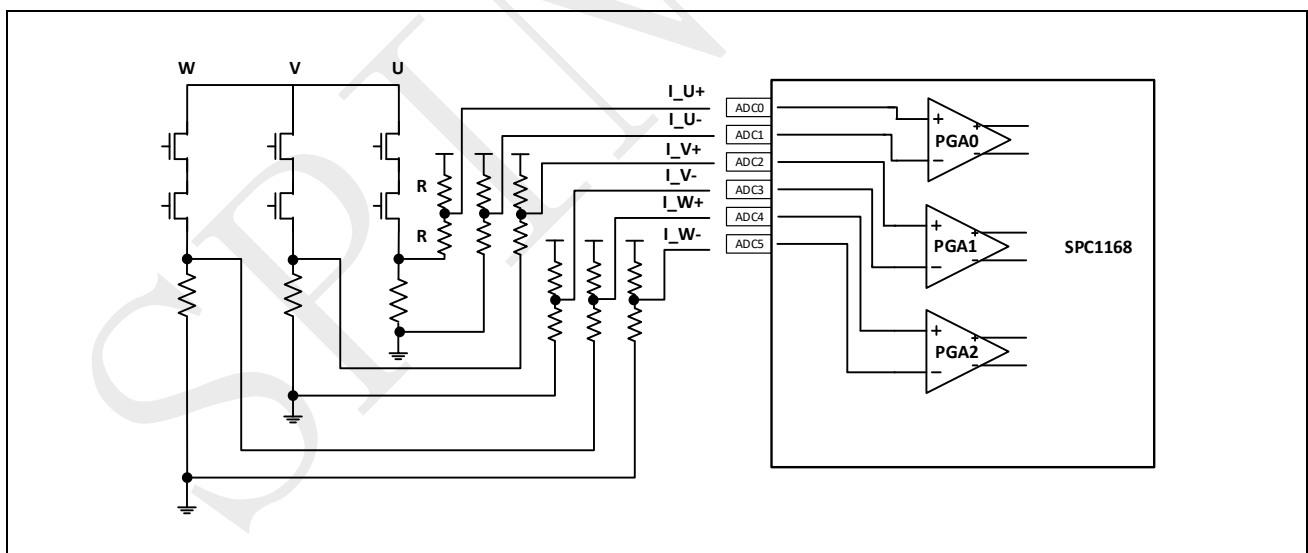 W V U
I_U+
ADC0
I_U-
ADC1
I_V+
ADC2
I_V-
ADC3
I_W+
ADC4
I_W-
ADC5
R
R
+ + PGA0 - -
+ + PGA1 - -
+ + PGA2 - -
SPC1168
SPIN